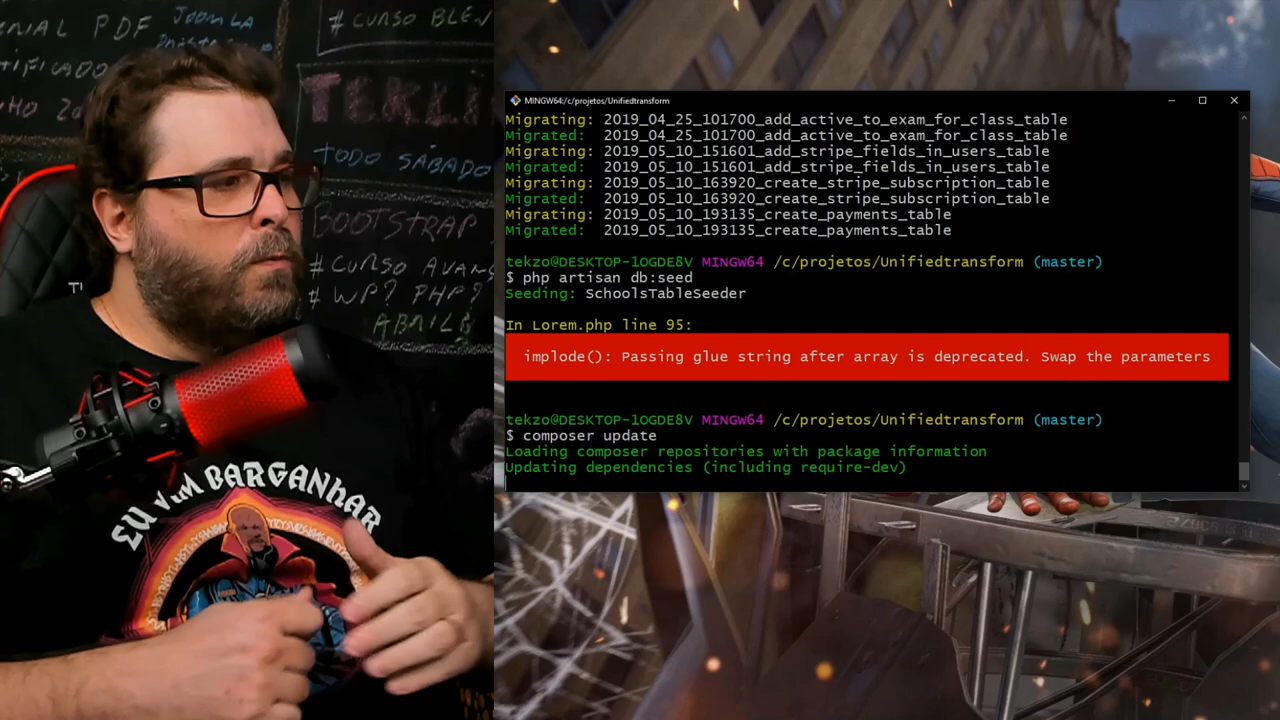 ENIAL PDF
JOOMLA
# CURSO BLEN
TIFICADO
TEKLI
TODO SÁBADO
BOOTSTRAP
# CURSO AVAN
# WP? PHP?
ABRIL
EU VIM BARGANHAR
MINGW64:/c/projetos/Unifiedtransform
Migrating: 2019_04_25_101700_add_active_to_exam_for_class_table
Migrated: 2019_04_25_101700_add_active_to_exam_for_class_table
Migrating: 2019_05_10_151601_add_stripe_fields_in_users_table
Migrated: 2019_05_10_151601_add_stripe_fields_in_users_table
Migrating: 2019_05_10_163920_create_stripe_subscription_table
Migrated: 2019_05_10_163920_create_stripe_subscription_table
Migrating: 2019_05_10_193135_create_payments_table
Migrated: 2019_05_10_193135_create_payments_table
tekzo@DESKTOP-1OGDE8V MINGW64 /c/projetos/Unifiedtransform (master)
$ php artisan db:seed
Seeding: SchoolsTableSeeder
In Lorem.php line 95:
implode(): Passing glue string after array is deprecated. Swap the parameters
tekzo@DESKTOP-1OGDE8V MINGW64 /c/projetos/Unifiedtransform (master)
$ composer update
Loading composer repositories with package information
Updating dependencies (including require-dev)